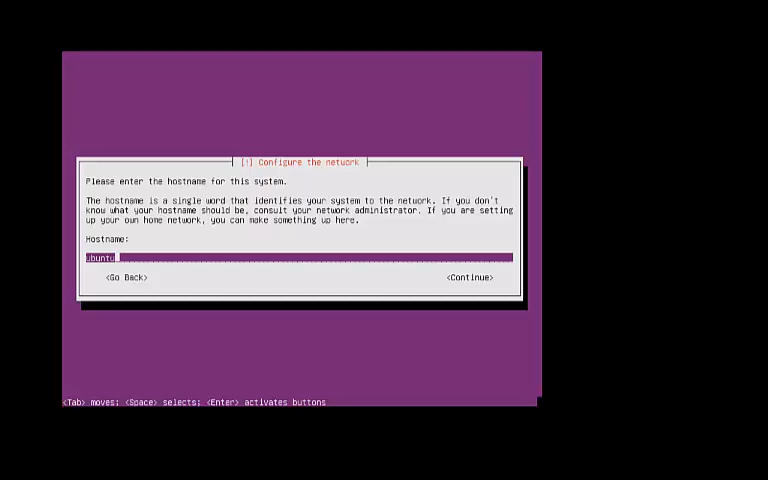 [!] Configure the network
Please enter the hostname for this system.
The hostname is a single word that identifies your system to the network. If you don't
know what your hostname should be, consult your network administrator. If you are setting
up your own home network, you can make something up here.
Hostname:
ubuntu
<Go Back> <Continue>
<Tab> moves; <Space> selects; <Enter> activates buttons